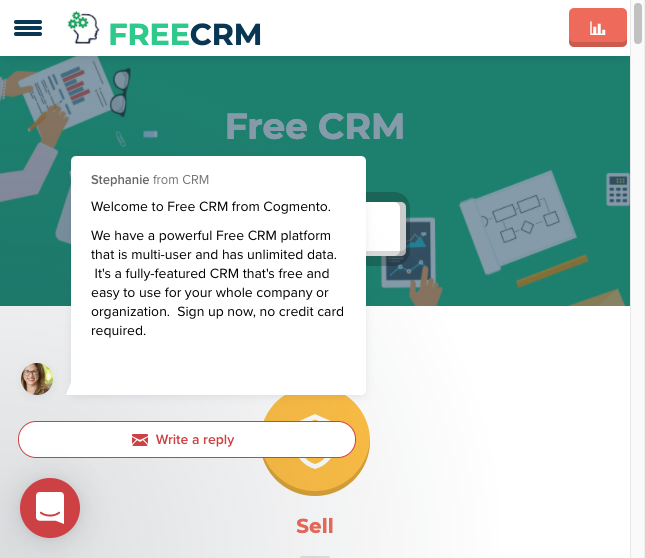 FREECRM
Free CRM
Stephanie from CRM
Welcome to Free CRM from Cogmento.
We have a powerful Free CRM platform
that is multi-user and has unlimited data.
It's a fully-featured CRM that's free and
easy to use for your whole company or
organization. Sign up now, no credit card
required.
Write a reply
Sell